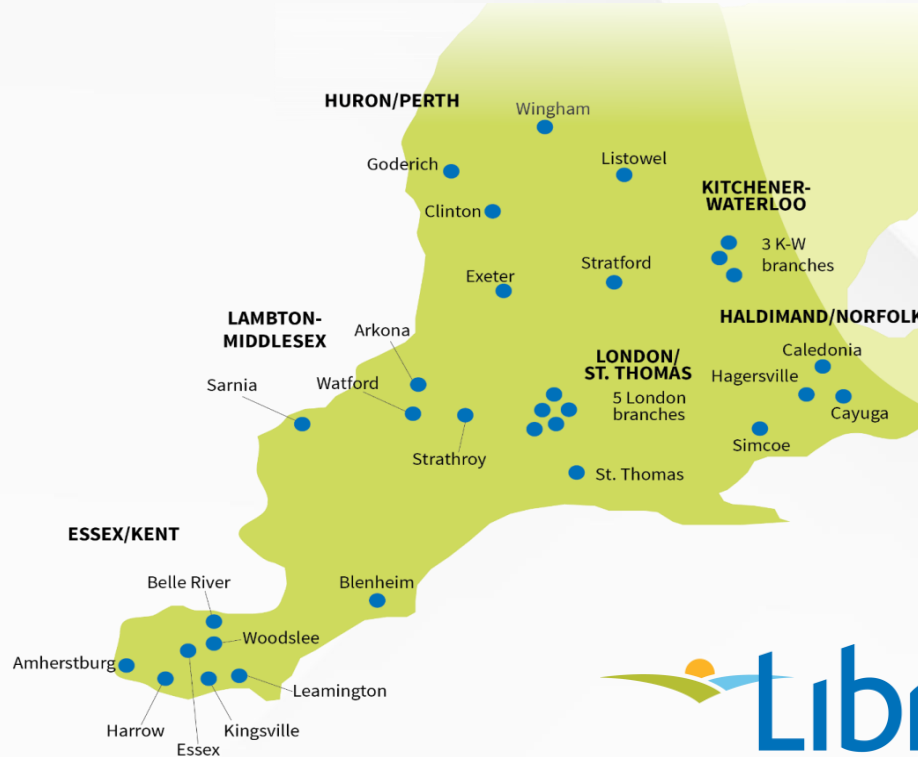 HURON/PERTH
Wingham
Goderich
Listowel
Clinton
KITCHENER-
WATERLOO
3 K-W
branches
Exeter
Stratford
LAMBTON-
MIDDLESEX
HALDIMAND/NORFOLK
Arkona
Caledonia
LONDON/
ST. THOMAS
Sarnia
Watford
Hagersville
5 London
branches
Cayuga
Strathroy
Simcoe
St. Thomas
ESSEX/KENT
Belle River
Blenheim
Woodslee
Amherstburg
Leamington
Harrow
Kingsville
Essex
Libr